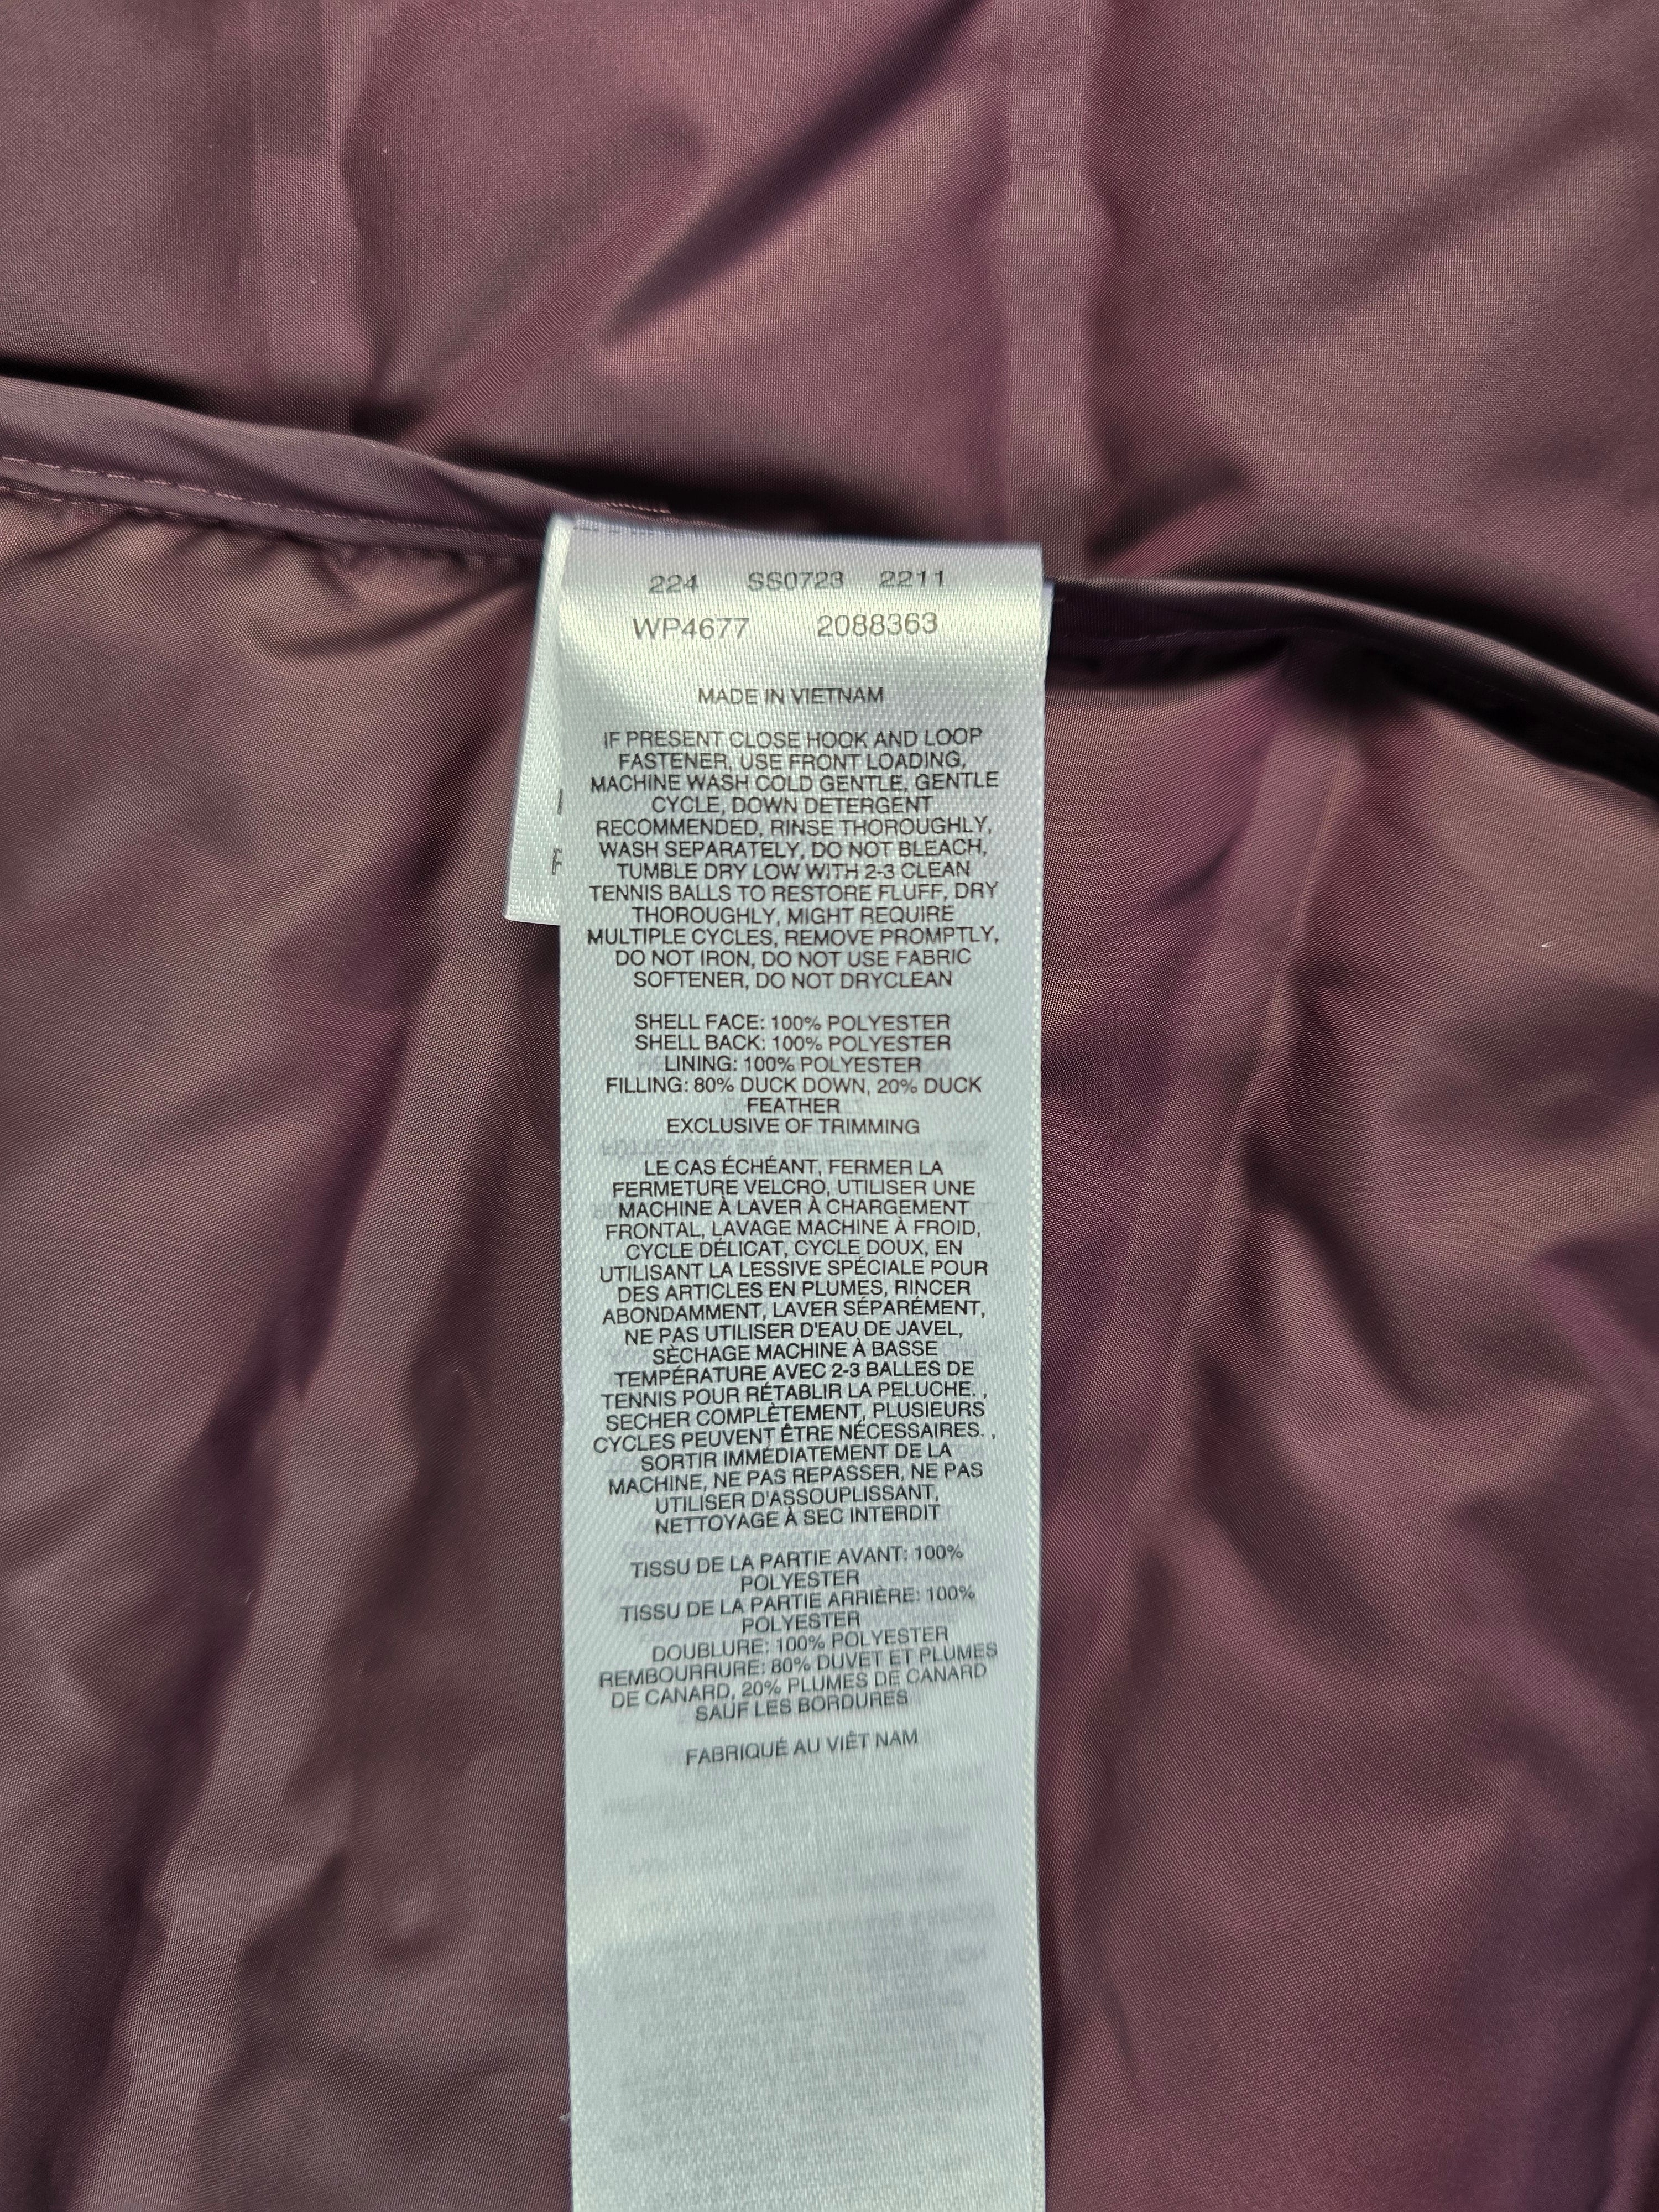 224 SS0723 2211
WP4677 2088363
MADE IN VIETNAM
IF PRESENT CLOSE HOOK AND LOOP
FASTENER, USE FRONT LOADING,
MACHINE WASH COLD GENTLE, GENTLE
CYCLE, DOWN DETERGENT
RECOMMENDED, RINSE THOROUGHLY,
WASH SEPARATELY, DO NOT BLEACH,
TUMBLE DRY LOW WITH 2-3 CLEAN
TENNIS BALLS TO RESTORE FLUFF, DRY
THOROUGHLY, MIGHT REQUIRE
MULTIPLE CYCLES, REMOVE PROMPTLY,
DO NOT IRON, DO NOT USE FABRIC
SOFTENER, DO NOT DRYCLEAN
SHELL FACE: 100% POLYESTER
SHELL BACK: 100% POLYESTER
LINING: 100% POLYESTER
FILLING: 80% DUCK DOWN, 20% DUCK
FEATHER
EXCLUSIVE OF TRIMMING
LE CAS ÉCHÉANT, FERMER LA
FERMETURE VELCRO, UTILISER UNE
MACHINE À LAVER À CHARGEMENT
FRONTAL, LAVAGE MACHINE À FROID,
CYCLE DÉLICAT, CYCLE DOUX, EN
UTILISANT LA LESSIVE SPÉCIALE POUR
DES ARTICLES EN PLUMES, RINCER
ABONDAMMENT, LAVER SÉPARÉMENT,
NE PAS UTILISER D'EAU DE JAVEL,
SÈCHAGE MACHINE À BASSE
TEMPÉRATURE AVEC 2-3 BALLES DE
TENNIS POUR RÉTABLIR LA PELUCHE. ,
SECHER COMPLÈTEMENT, PLUSIEURS
CYCLES PEUVENT ÊTRE NÉCESSAIRES. ,
SORTIR IMMÉDIATEMENT DE LA
MACHINE, NE PAS REPASSER, NE PAS
UTILISER D'ASSOUPLISSANT,
NETTOYAGE À SEC INTERDIT
TISSU DE LA PARTIE AVANT: 100%
POLYESTER
TISSU DE LA PARTIE ARRIÈRE: 100%
POLYESTER
DOUBLURE: 100% POLYESTER
REMBOURRURE: 80% DUVET ET PLUMES
DE CANARD, 20% PLUMES DE CANARD
SAUF LES BORDURES
FABRIQUÉ AU VIÊT NAM